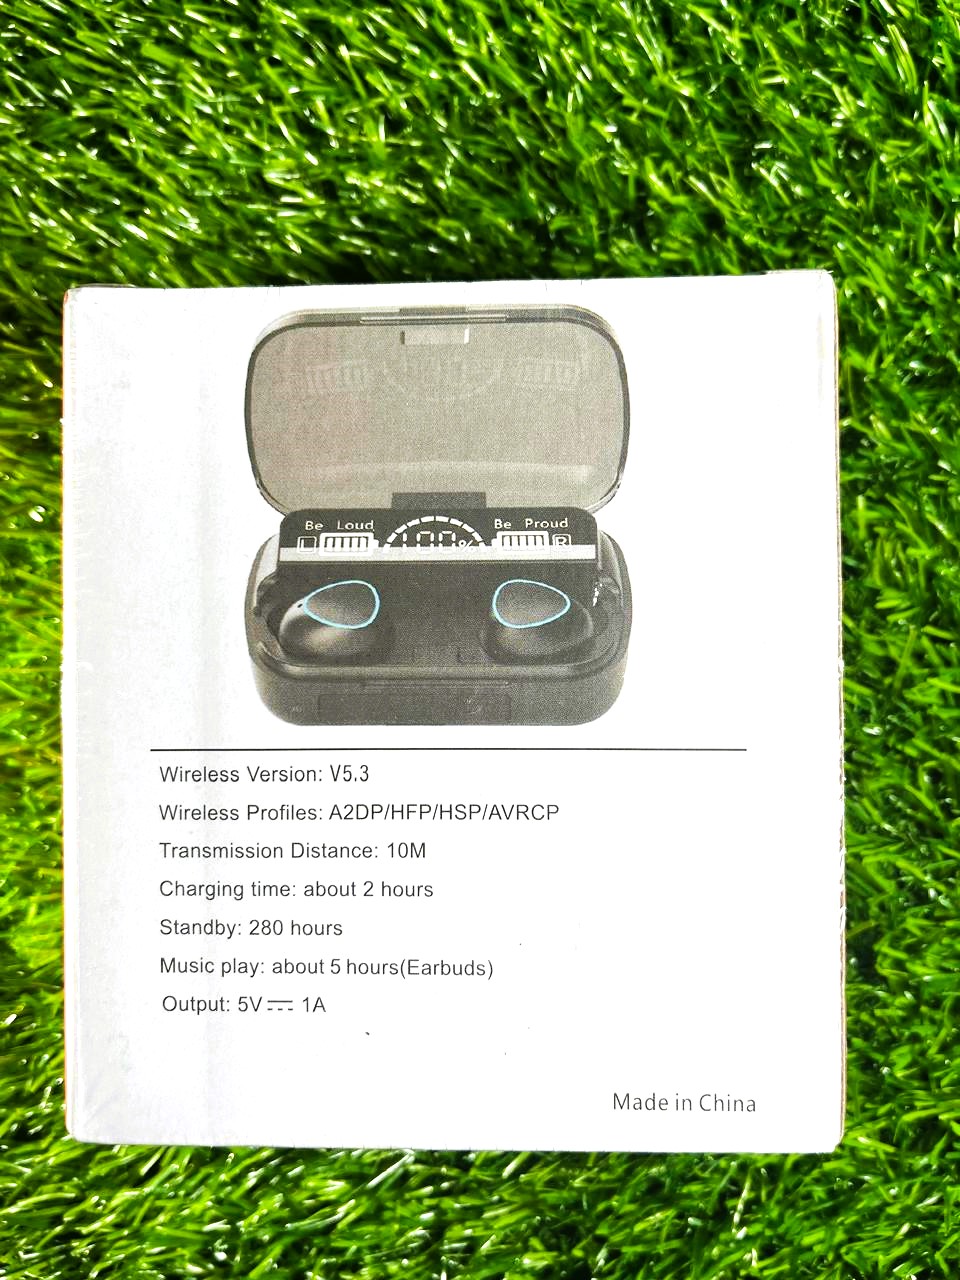 Be Loud Be Proud
L 100% R
Wireless Version: V5.3
Wireless Profiles: A2DP/HFP/HSP/AVRCP
Transmission Distance: 10M
Charging time: about 2 hours
Standby: 280 hours
Music play: about 5 hours(Earbuds)
Output: 5V⎓ 1A
Made in China